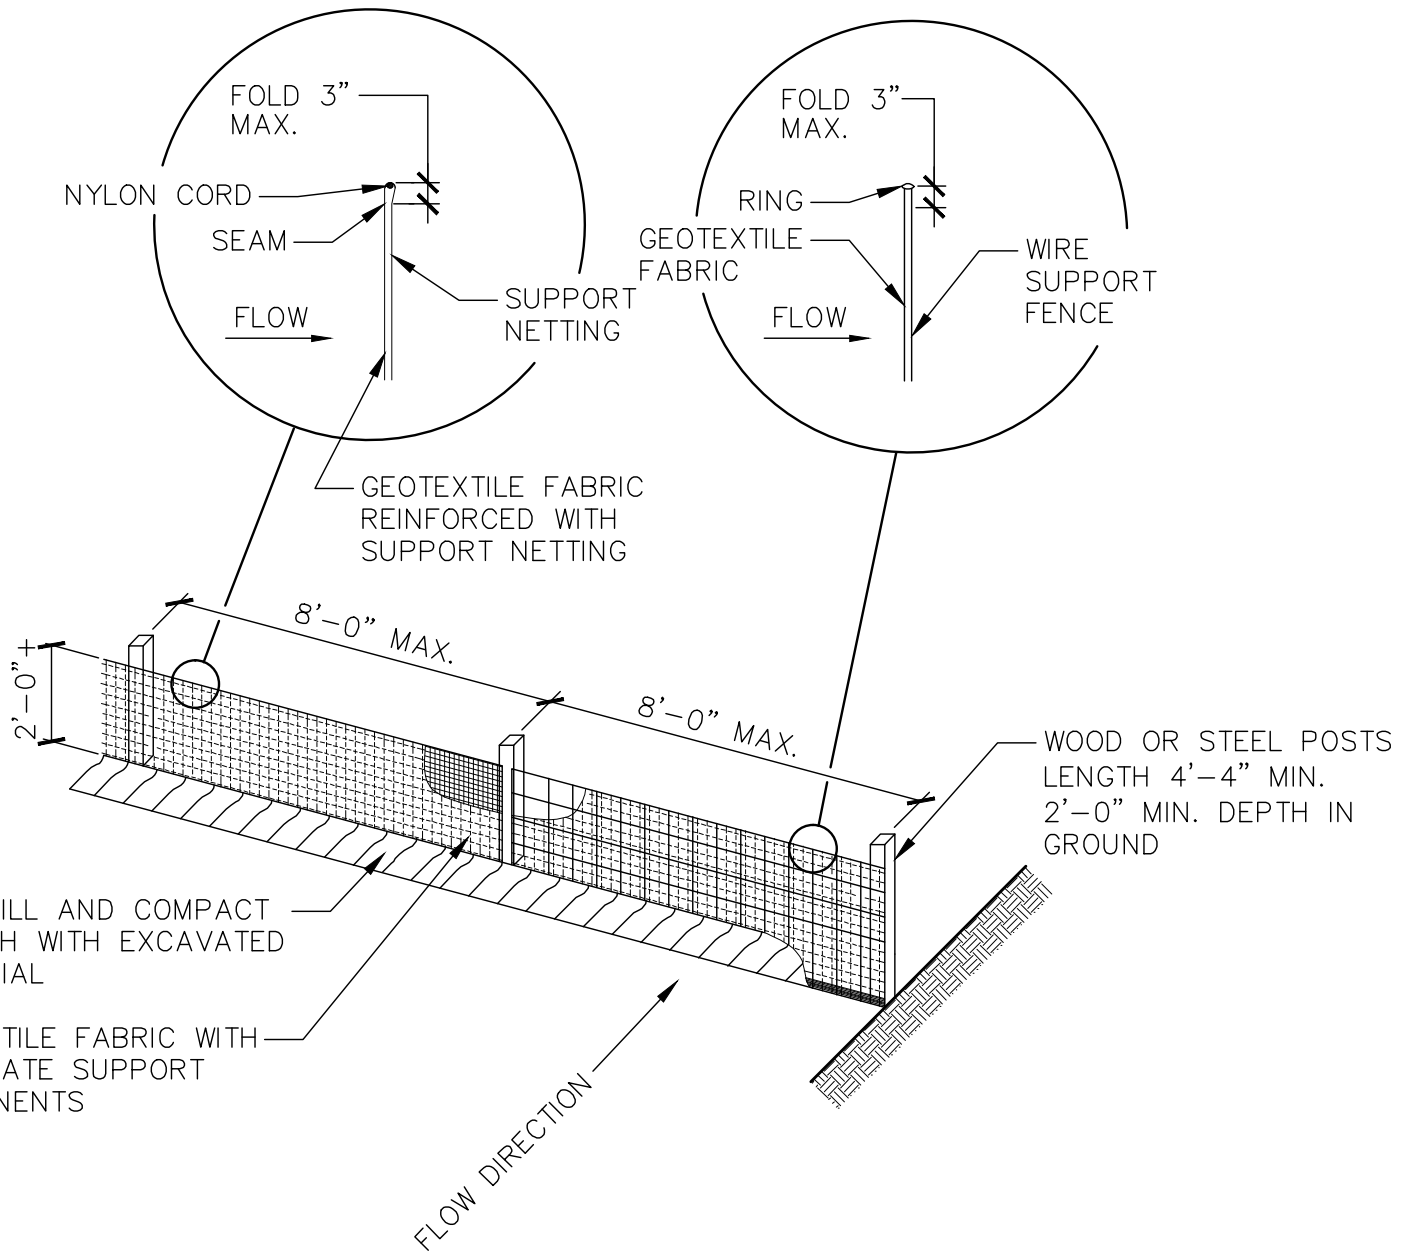 FOLD 3”
MAX.
NYLON CORD
SEAM
SUPPORT
NETTING
FLOW
GEOTEXTILE FABRIC
REINFORCED WITH
SUPPORT NETTING
FOLD 3”
MAX.
RING
GEOTEXTILE
FABRIC
WIRE
SUPPORT
FENCE
FLOW
8’-0” MAX.
8’-0” MAX.
2’-0”+
WOOD OR STEEL POSTS
LENGTH 4’-4” MIN.
2’-0” MIN. DEPTH IN
GROUND
ILL AND COMPACT
H WITH EXCAVATED
IAL
TILE FABRIC WITH
ATE SUPPORT
NENTS
FLOW DIRECTION